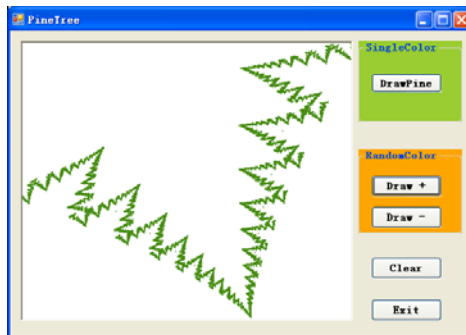 PineTree
SingleColor
DrawPine
RandomColor
Draw +
Draw -
Clear
Exit